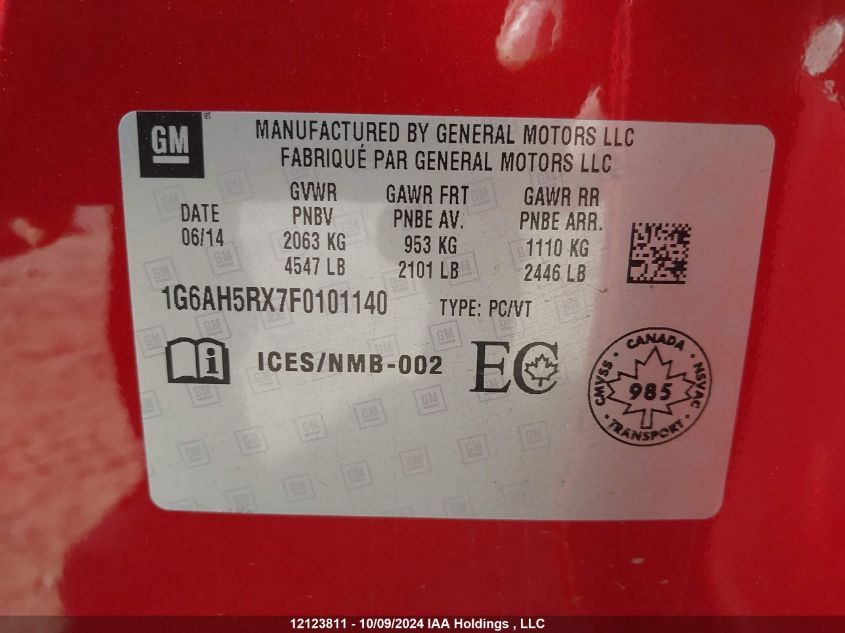 GM
MANUFACTURED BY GENERAL MOTORS LLC
FABRIQUÉ PAR GENERAL MOTORS LLC
DATE
06/14
GVWR
PNBV
2063 KG
4547 LB
GAWR FRT
PNBE AV.
953 KG
2101 LB
GAWR RR
PNBE ARR.
1110 KG
2446 LB
1G6AH5RX7F0101140 TYPE: PC/VT
ICES/NMB-002 EC
CANADA
CMVSS NSVAC
985
TRANSPORT
12123811 - 10/09/2024 IAA Holdings , LLC